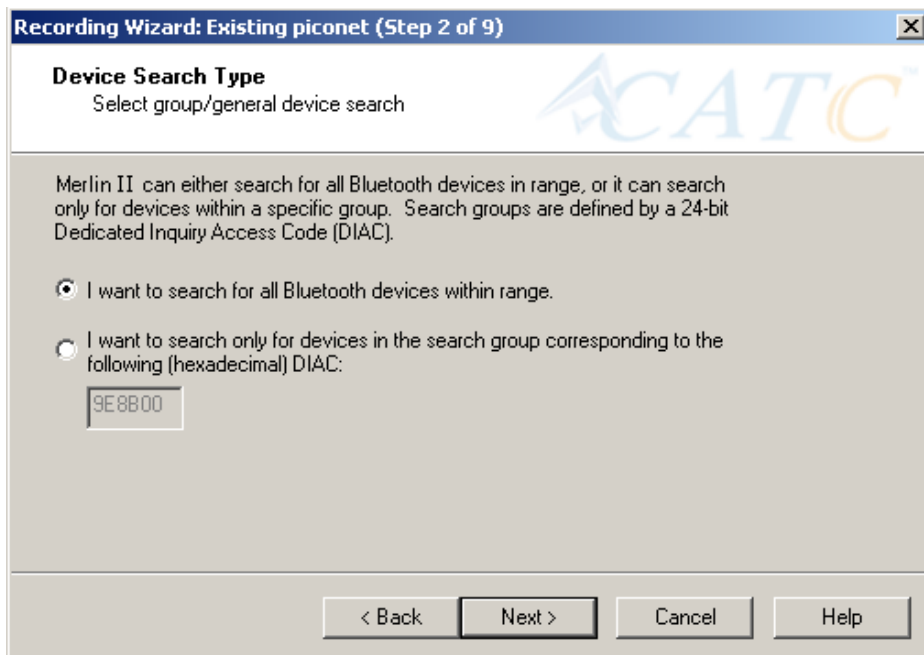 Recording Wizard: Existing piconet (Step 2 of 9)
Device Search Type
Select group/general device search
CATC™
Merlin II can either search for all Bluetooth devices in range, or it can search
only for devices within a specific group. Search groups are defined by a 24-bit
Dedicated Inquiry Access Code (DIAC).
I want to search for all Bluetooth devices within range.
I want to search only for devices in the search group corresponding to the
following (hexadecimal) DIAC:
9E8B00
< Back Next > Cancel Help